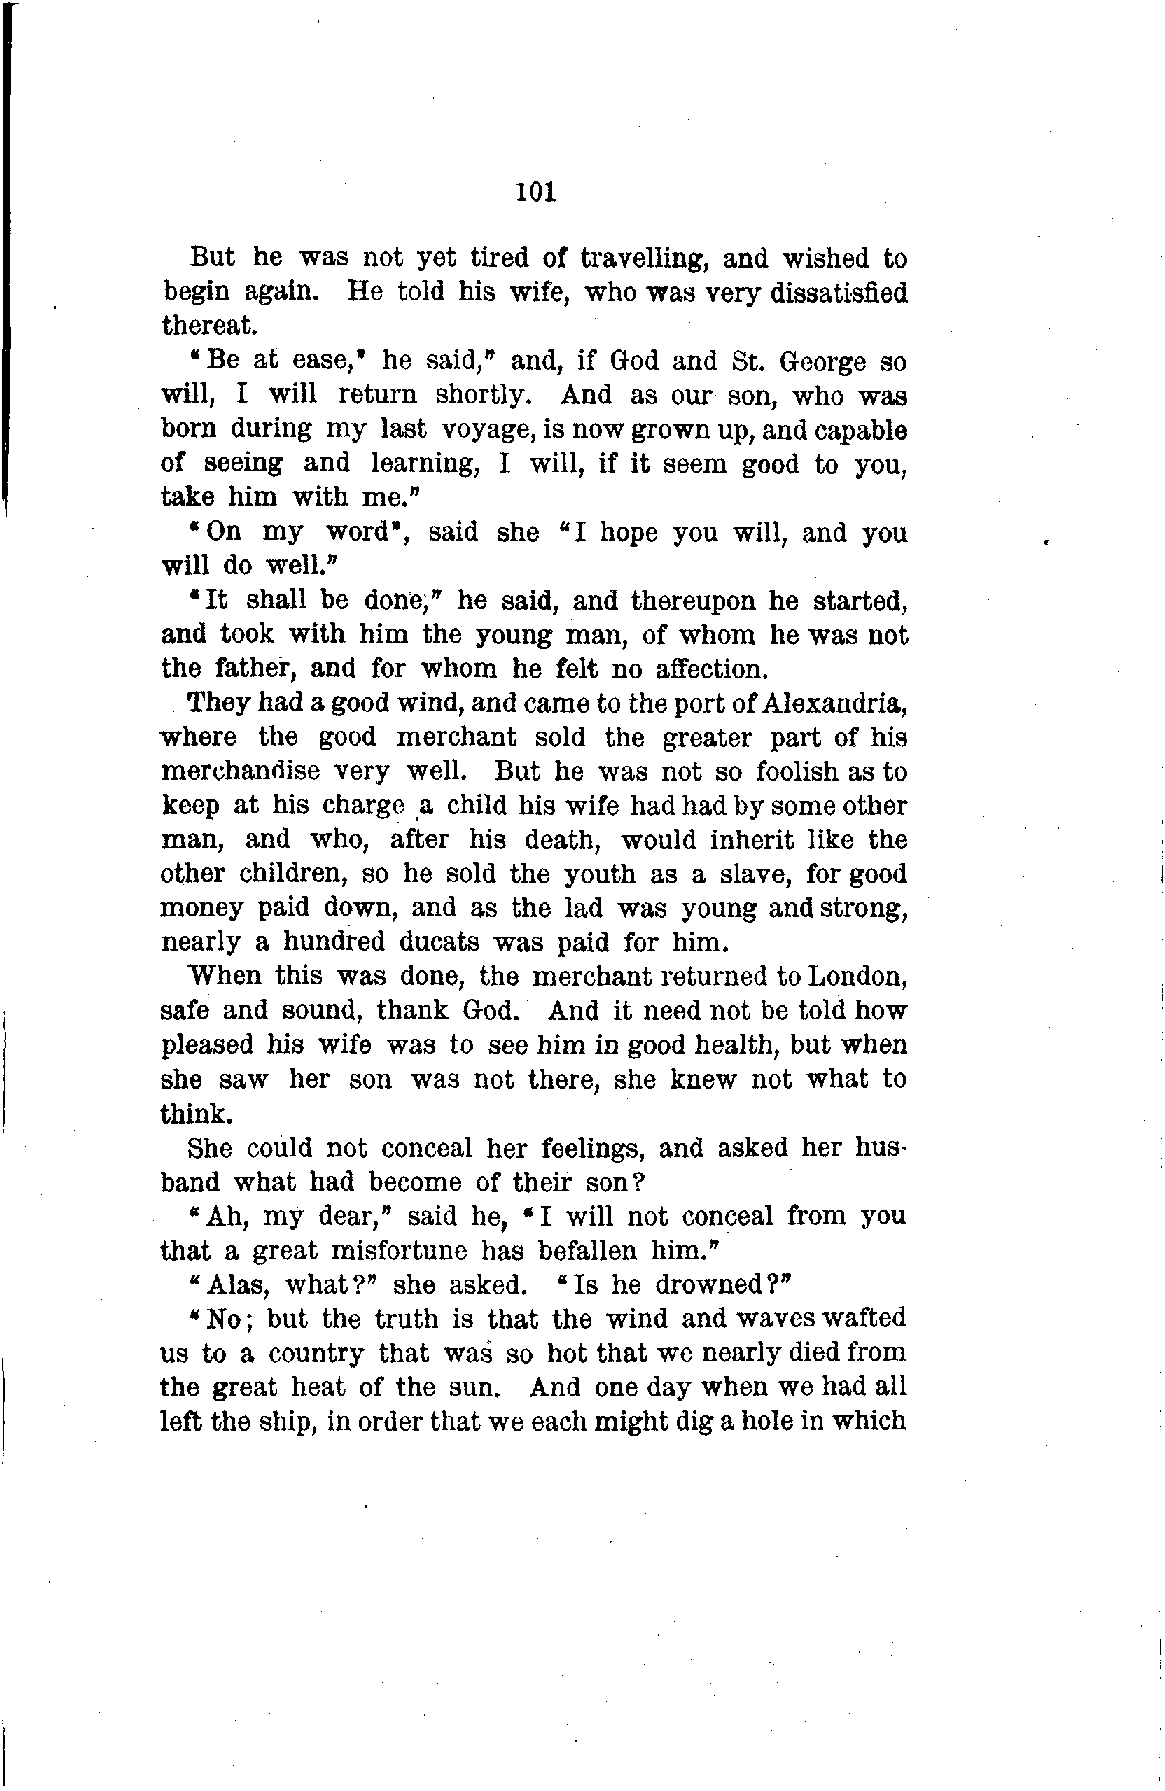 101
But he was not yet tired of travelling, and wished to
begin again. He told his wife, who was very dissatisfied
thereat.
"Be at ease," he said," and, if God and St. George so
will, I will return shortly. And as our son, who was
born during my last voyage, is now grown up, and capable
of seeing and learning, I will, if it seem good to you,
take him with me."
"On my word", said she "I hope you will, and you
will do well."
"It shall be done," he said, and thereupon he started,
and took with him the young man, of whom he was not
the father, and for whom he felt no affection.
They had a good wind, and came to the port of Alexandria,
where the good merchant sold the greater part of his
merchandise very well. But he was not so foolish as to
keep at his charge a child his wife had had by some other
man, and who, after his death, would inherit like the
other children, so he sold the youth as a slave, for good
money paid down, and as the lad was young and strong,
nearly a hundred ducats was paid for him.
When this was done, the merchant returned to London,
safe and sound, thank God. And it need not be told how
pleased his wife was to see him in good health, but when
she saw her son was not there, she knew not what to
think.
She could not conceal her feelings, and asked her hus-
band what had become of their son?
"Ah, my dear," said he, "I will not conceal from you
that a great misfortune has befallen him."
"Alas, what?" she asked. "Is he drowned?"
"No; but the truth is that the wind and waves wafted
us to a country that was so hot that we nearly died from
the great heat of the sun. And one day when we had all
left the ship, in order that we each might dig a hole in which